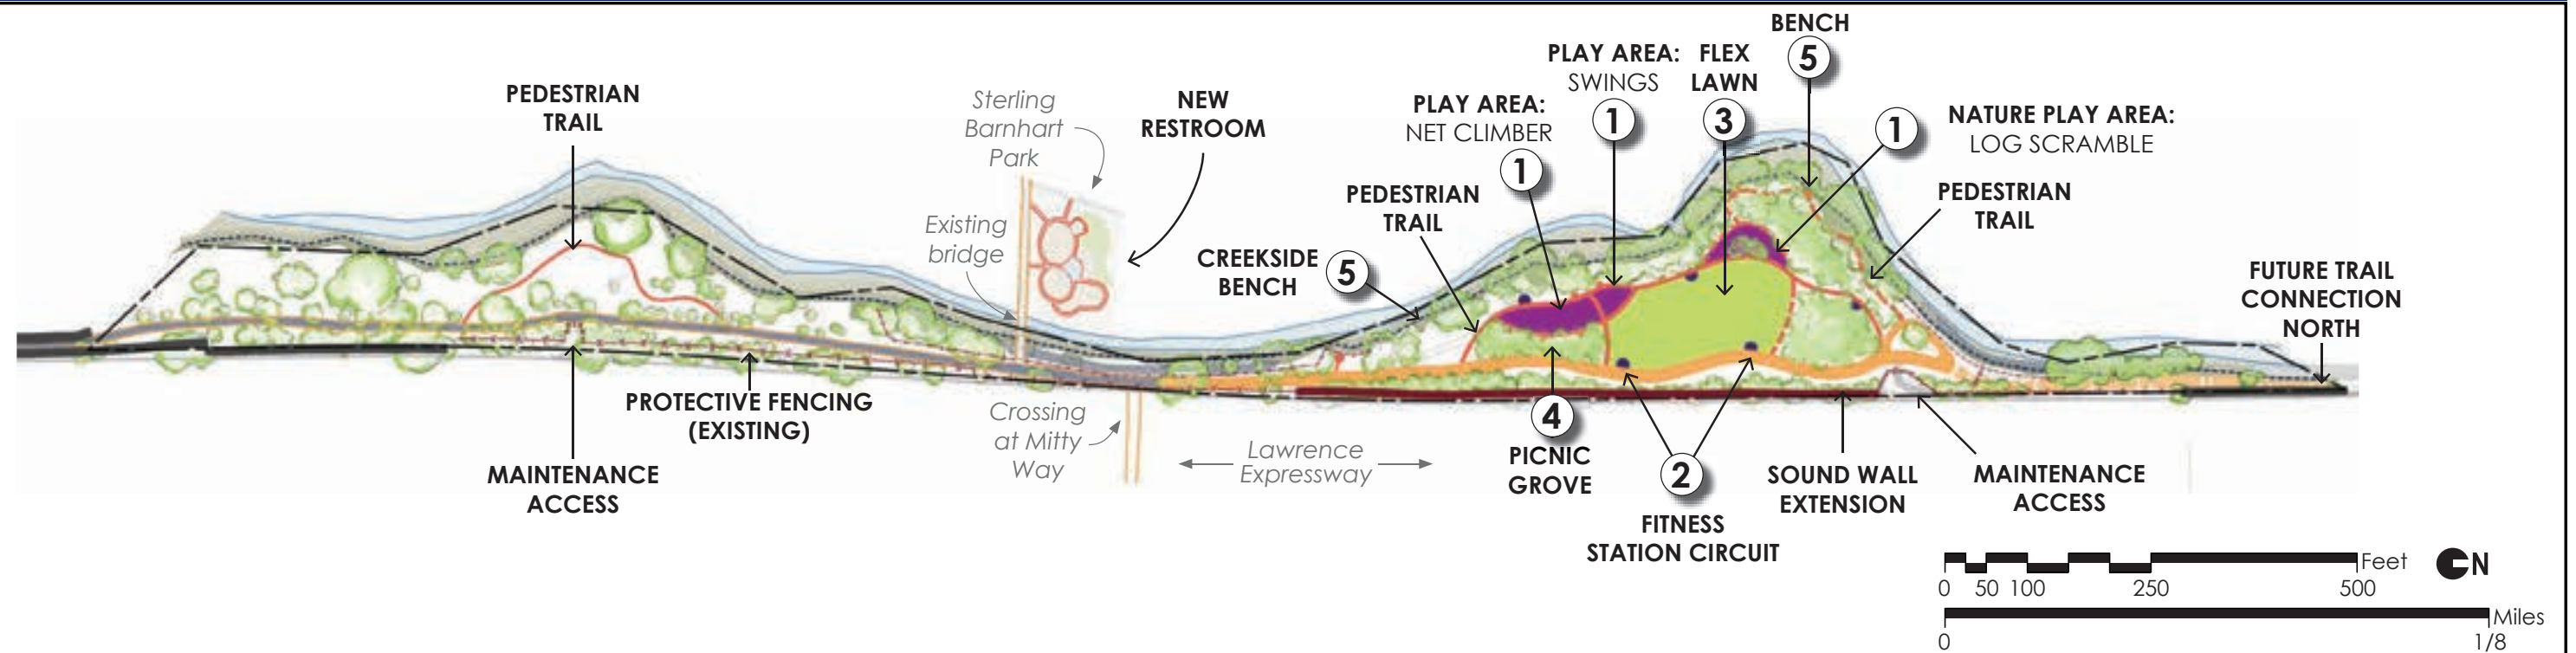 BENCH
5
PLAY AREA:
SWINGS
1
FLEX
LAWN
3
PEDESTRIAN
TRAIL
Sterling
Barnhart
Park
NEW
RESTROOM
PLAY AREA:
NET CLIMBER
1
1
NATURE PLAY AREA:
LOG SCRAMBLE
PEDESTRIAN
TRAIL
PEDESTRIAN
TRAIL
Existing
bridge
CREEKSIDE
BENCH
5
FUTURE TRAIL
CONNECTION
NORTH
PROTECTIVE FENCING
(EXISTING)
MAINTENANCE
ACCESS
Crossing
at Mitty
Way
Lawrence
Expressway
4
PICNIC
GROVE
2
FITNESS
STATION CIRCUIT
SOUND WALL
EXTENSION
MAINTENANCE
ACCESS
Feet
0 50 100 250 500
N
Miles
0 1/8